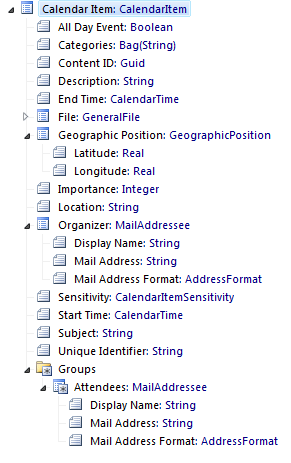 Calendar Item: CalendarItem
All Day Event: Boolean
Categories: Bag(String)
Content ID: Guid
Description: String
End Time: CalendarTime
File: GeneralFile
Geographic Position: GeographicPosition
Latitude: Real
Longitude: Real
Importance: Integer
Location: String
Organizer: MailAddressee
Display Name: String
Mail Address: String
Mail Address Format: AddressFormat
Sensitivity: CalendarItemSensitivity
Start Time: CalendarTime
Subject: String
Unique Identifier: String
Groups
Attendees: MailAddressee
Display Name: String
Mail Address: String
Mail Address Format: AddressFormat